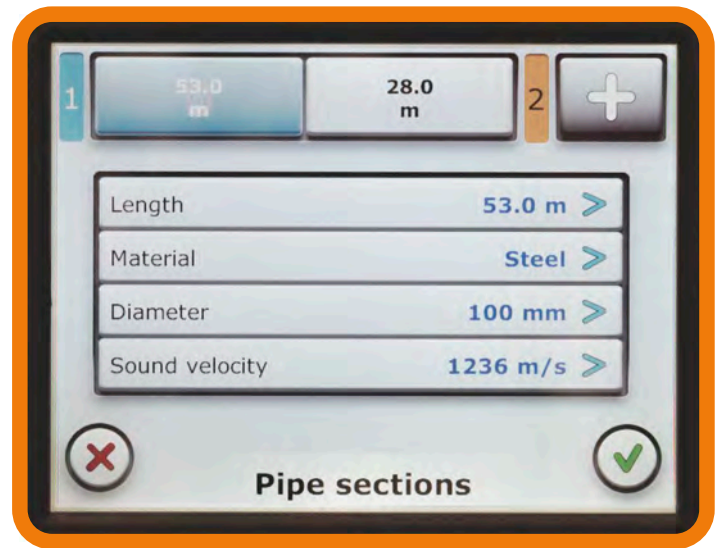 1
53.0
m
28.0
m
2
Length 53.0 m
Material Steel
Diameter 100 mm
Sound velocity 1236 m/s
Pipe sections